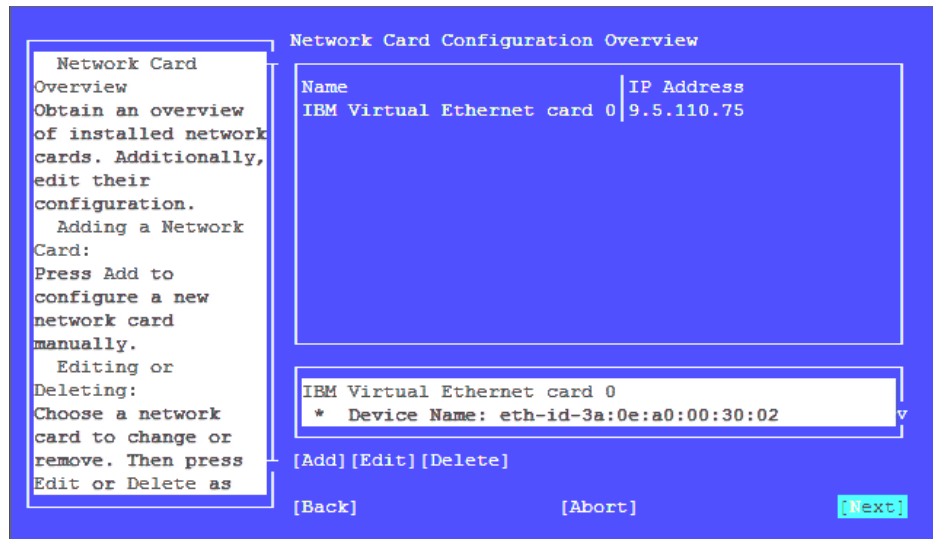 Network Card Configuration Overview
Network Card
Overview
Obtain an overview
of installed network
cards. Additionally,
edit their
configuration.
Adding a Network
Card:
Press Add to
configure a new
network card
manually.
Editing or
Deleting:
Choose a network
card to change or
remove. Then press
Edit or Delete as
Name IP Address
IBM Virtual Ethernet card 0 9.5.110.75
IBM Virtual Ethernet card 0
* Device Name: eth-id-3a:0e:a0:00:30:02
v
[Add][Edit][Delete]
[Back] [Abort] [Next]